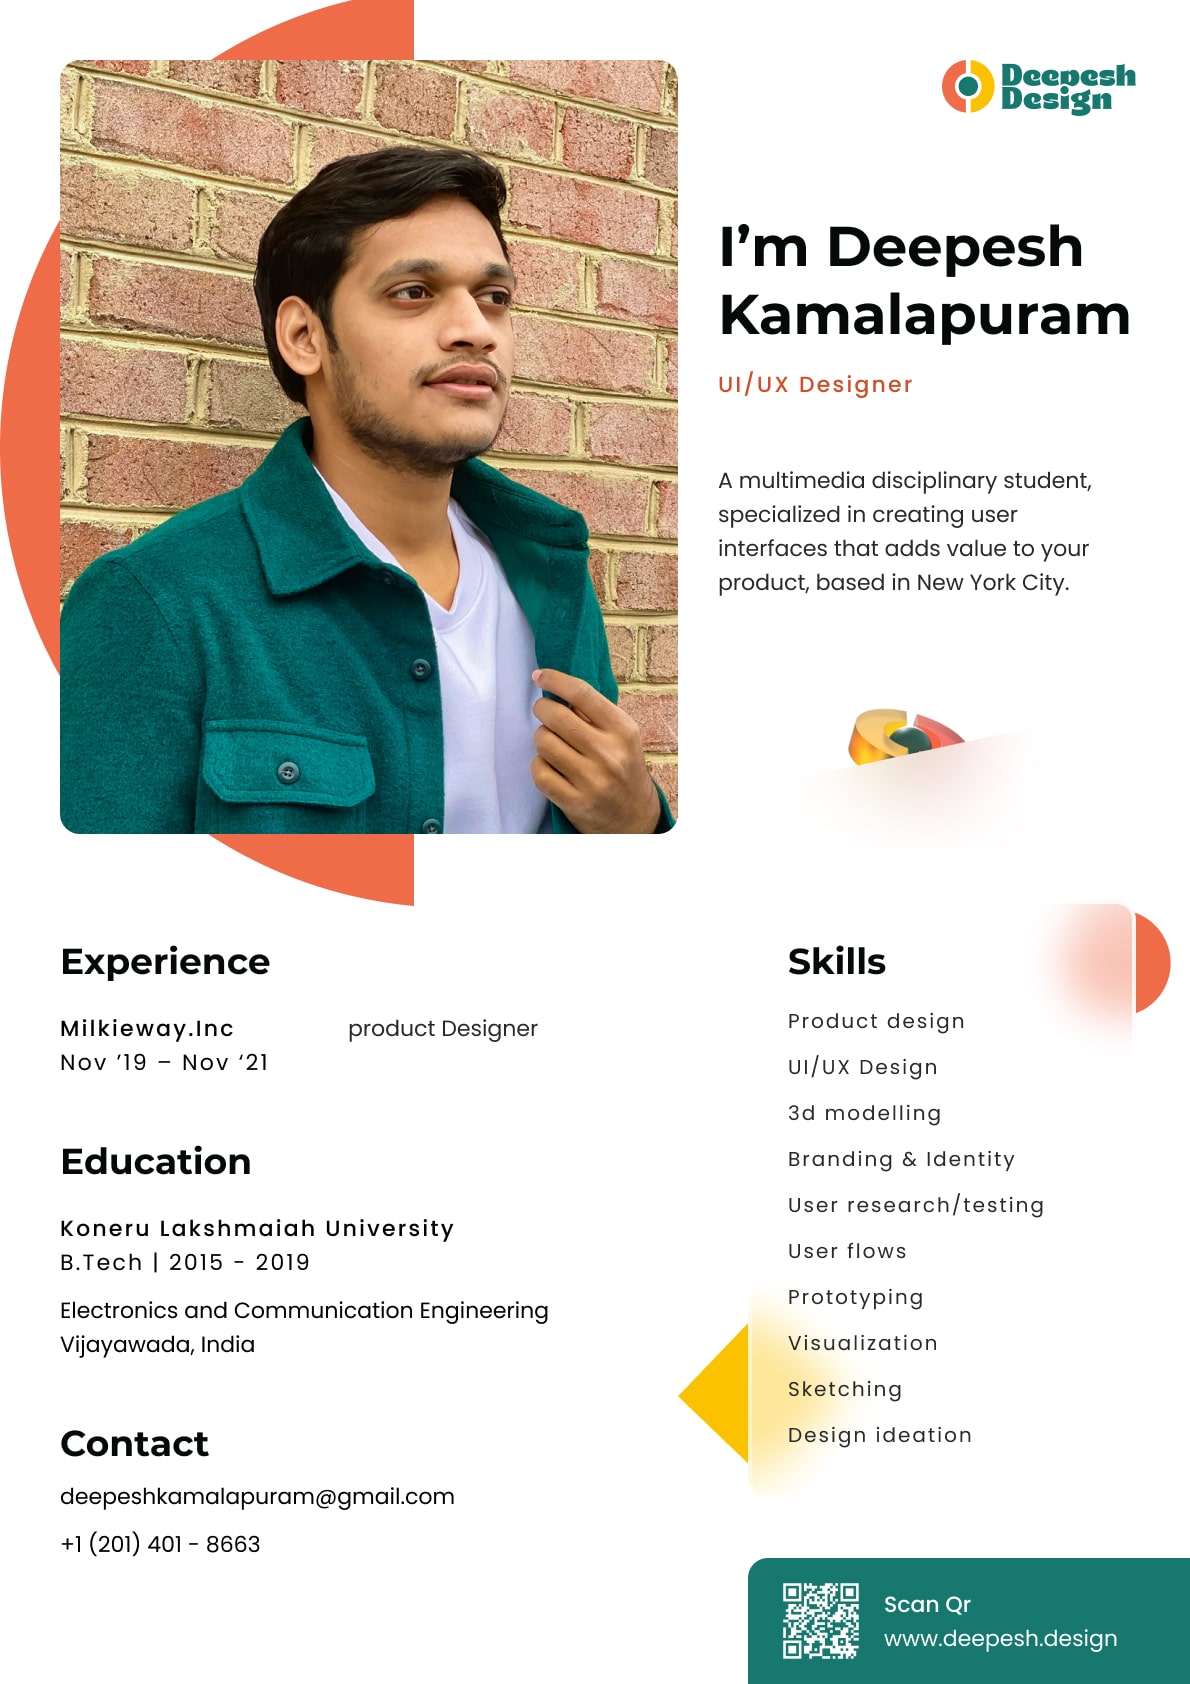 Deepesh
Design
I’m Deepesh
Kamalapuram
UI/UX Designer
A multimedia disciplinary student,
specialized in creating user
interfaces that adds value to your
product, based in New York City.
Experience
Milkieway.Inc product Designer
Nov ’19 – Nov ‘21
Education
Koneru Lakshmaiah University
B.Tech | 2015 - 2019
Electronics and Communication Engineering
Vijayawada, India
Contact
deepeshkamalapuram@gmail.com
+1 (201) 401 - 8663
Skills
Product design
UI/UX Design
3d modelling
Branding & Identity
User research/testing
User flows
Prototyping
Visualization
Sketching
Design ideation
Scan Qr
www.deepesh.design